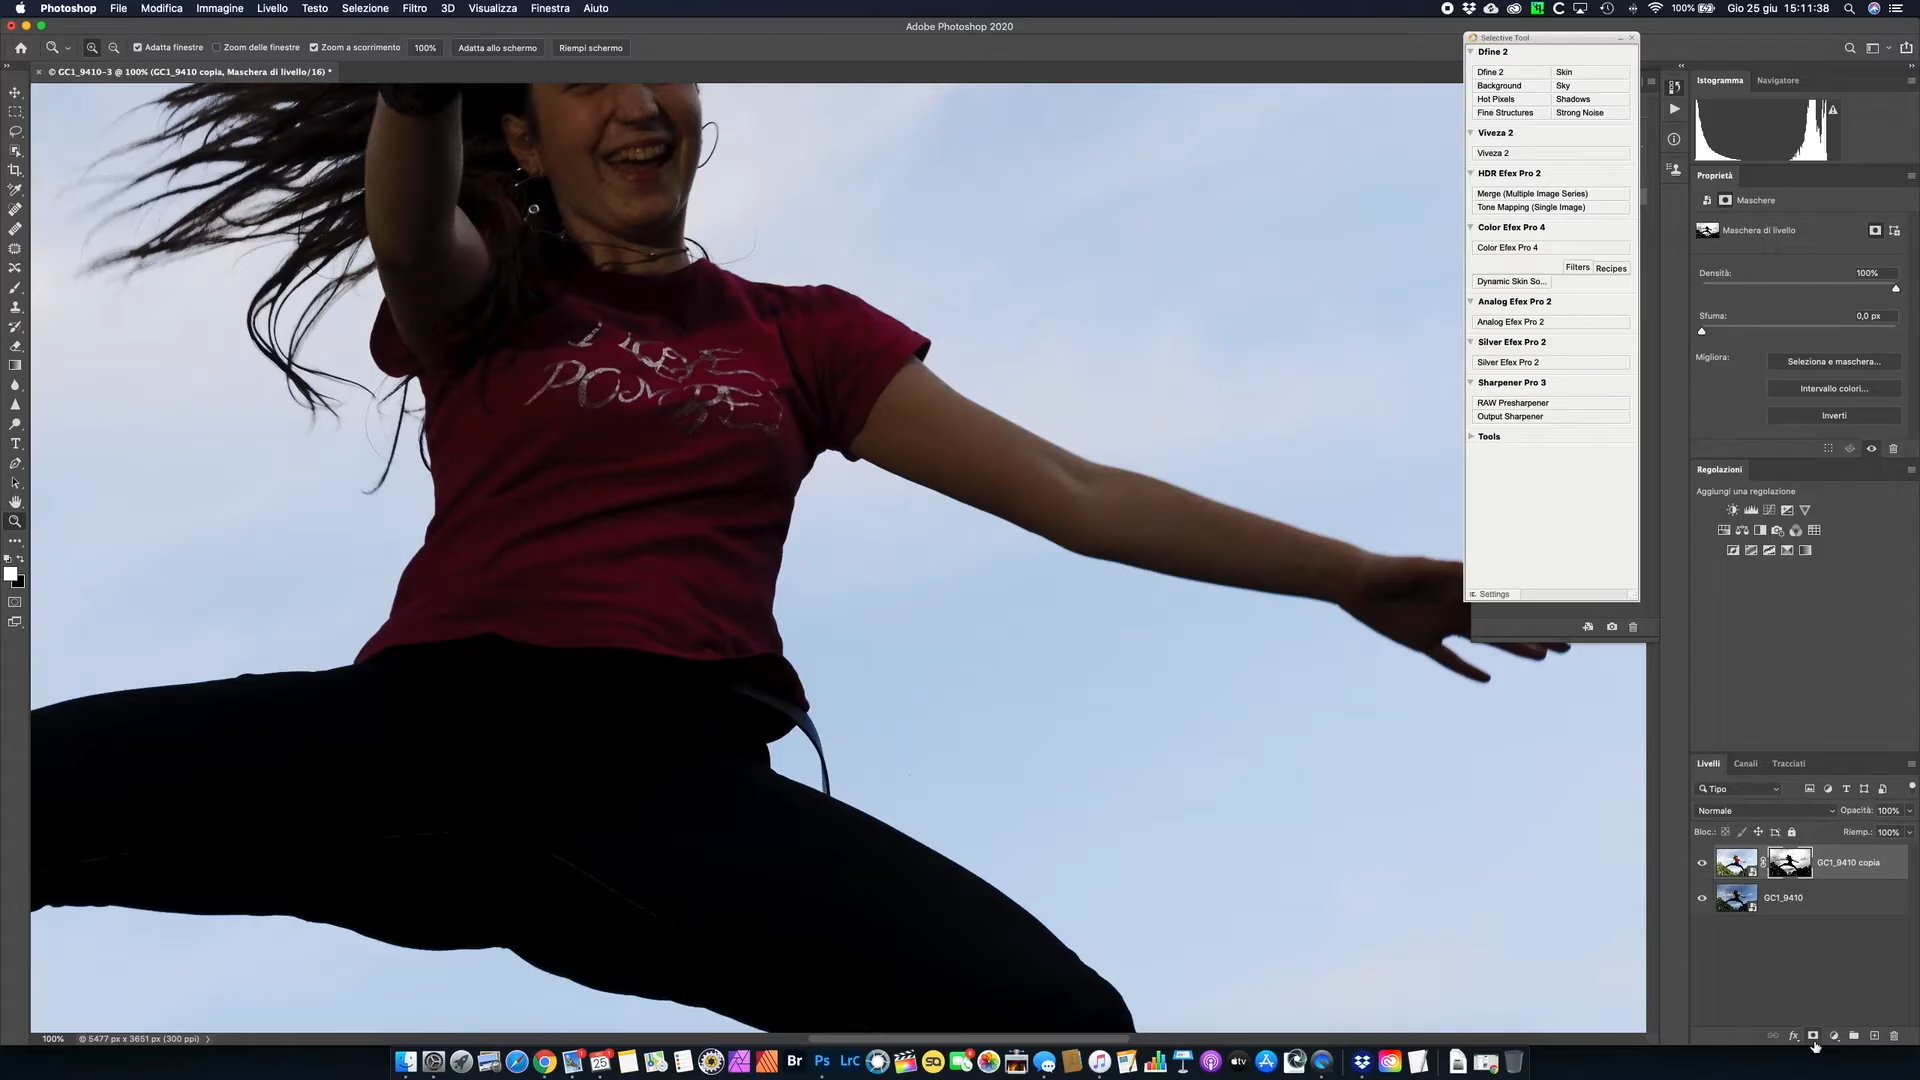 Photoshop File Modifica Immagine Livello Testo Selezione Filtro 3D Visualizza Finestra Aiuto 100% Gio 25 giu 15:11:38
Adobe Photoshop 2020
Adatta finestre Zoom delle finestre Zoom a scorrimento 100% Adatta allo schermo Riempi schermo
© GC1_9410-3 @ 100% (GC1_9410 copia, Maschera di livello/16) *
Selective Tool
Dfine 2
Dfine 2 Skin
Background Sky
Hot Pixels Shadows
Fine Structures Strong Noise
Viveza 2
Viveza 2
HDR Efex Pro 2
Merge (Multiple Image Series)
Tone Mapping (Single Image)
Color Efex Pro 4
Color Efex Pro 4
Filters Recipes
Dynamic Skin So...
Analog Efex Pro 2
Analog Efex Pro 2
Silver Efex Pro 2
Silver Efex Pro 2
Sharpener Pro 3
RAW Presharpener
Output Sharpener
Tools
Settings
Istogramma Navigatore
Proprietà
Maschere
Maschera di livello
Densità: 100%
Sfuma: 0,0 px
Migliora: Seleziona e maschera...
Intervallo colori...
Inverti
Regolazioni
Aggiungi una regolazione
Livelli Canali Tracciati
Tipo
Normale Opacità: 100%
Bloc.: Riemp.: 100%
GC1_9410 copia
GC1_9410
fx
100% 5477 px x 3651 px (300 ppi)
25 Br Ps LrC tv